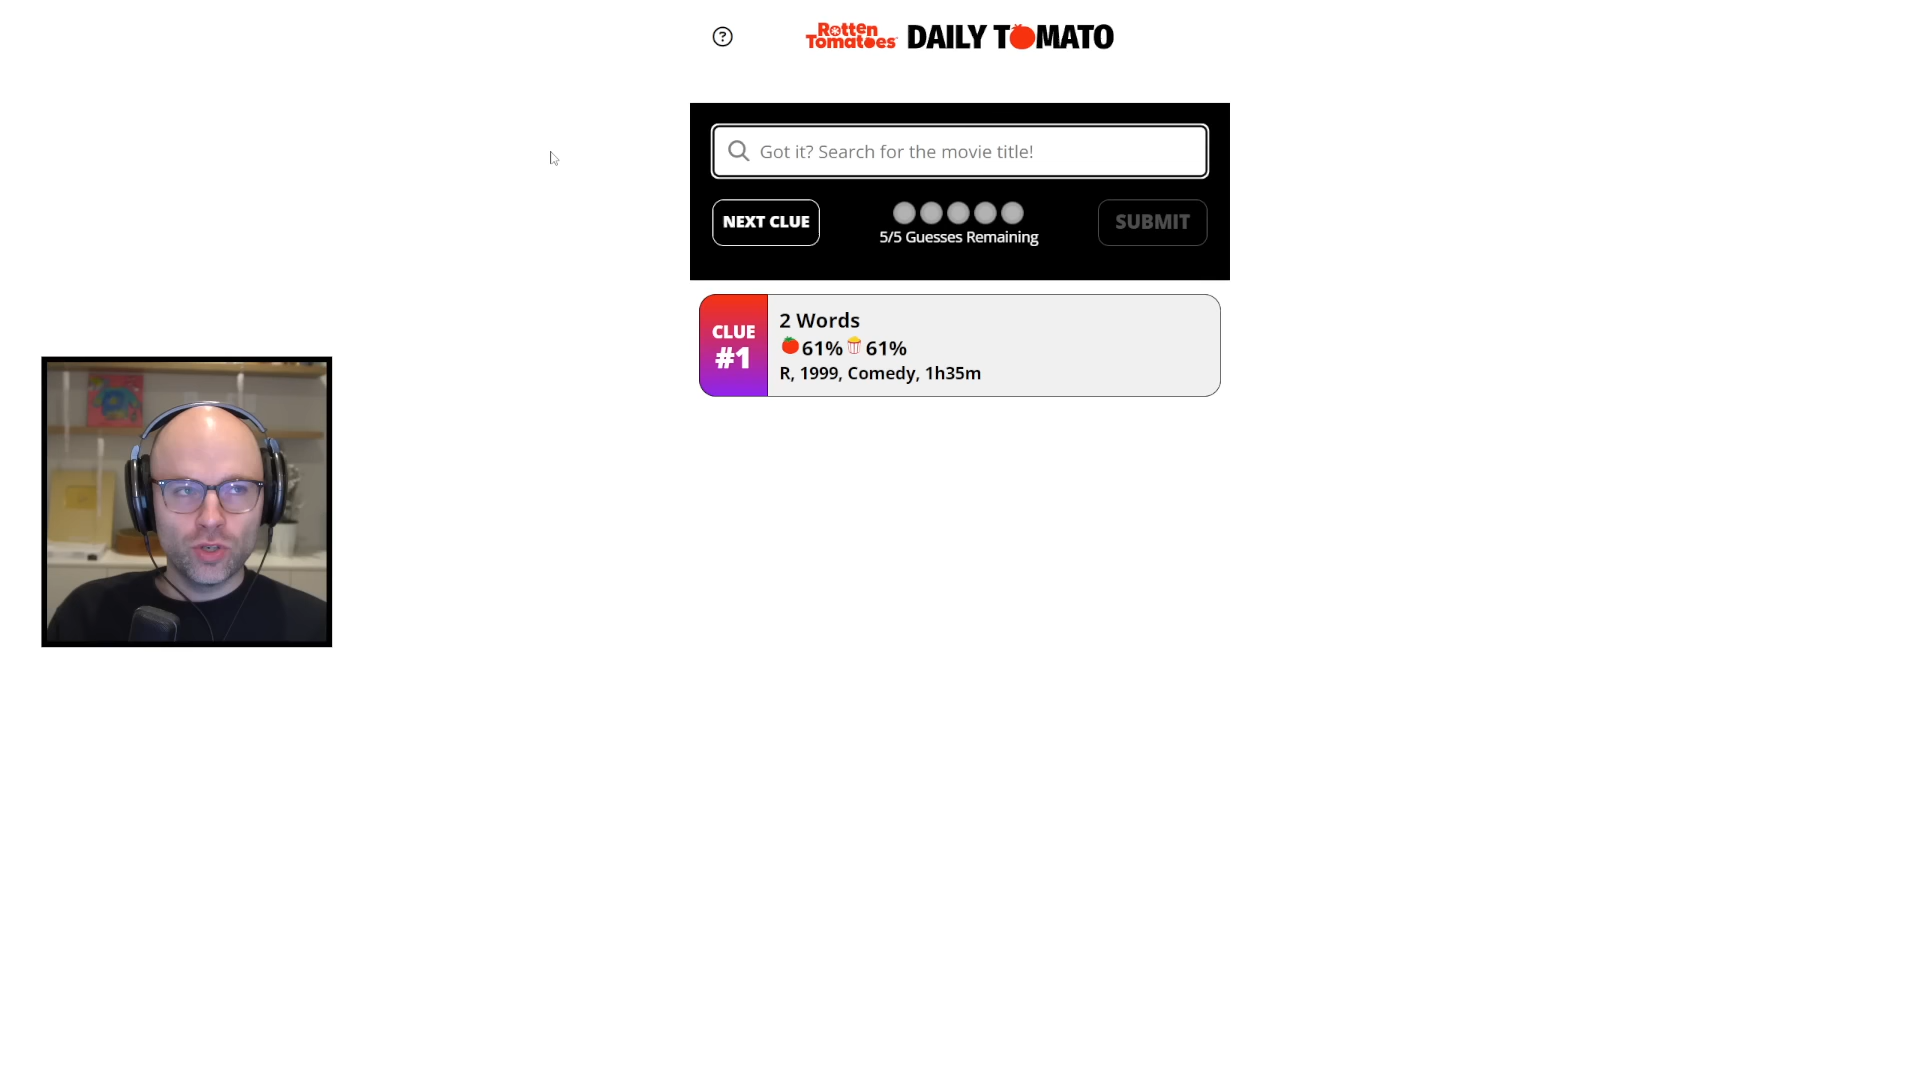 Rotten
Tomatoes
DAILY TOMATO
Got it? Search for the movie title!
NEXT CLUE
5/5 Guesses Remaining
SUBMIT
CLUE
#1
2 Words
61% 61%
R, 1999, Comedy, 1h35m